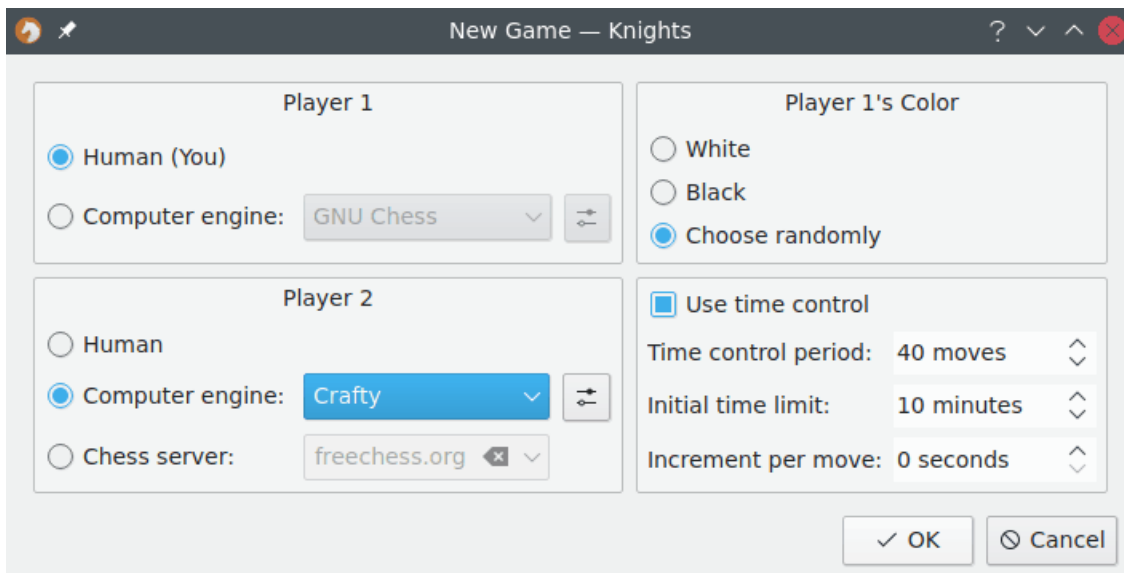 New Game — Knights
Player 1
Human (You)
Computer engine: GNU Chess
Player 1's Color
White
Black
Choose randomly
Player 2
Human
Computer engine: Crafty
Chess server: freechess.org
Use time control
Time control period: 40 moves
Initial time limit: 10 minutes
Increment per move: 0 seconds
OK
Cancel